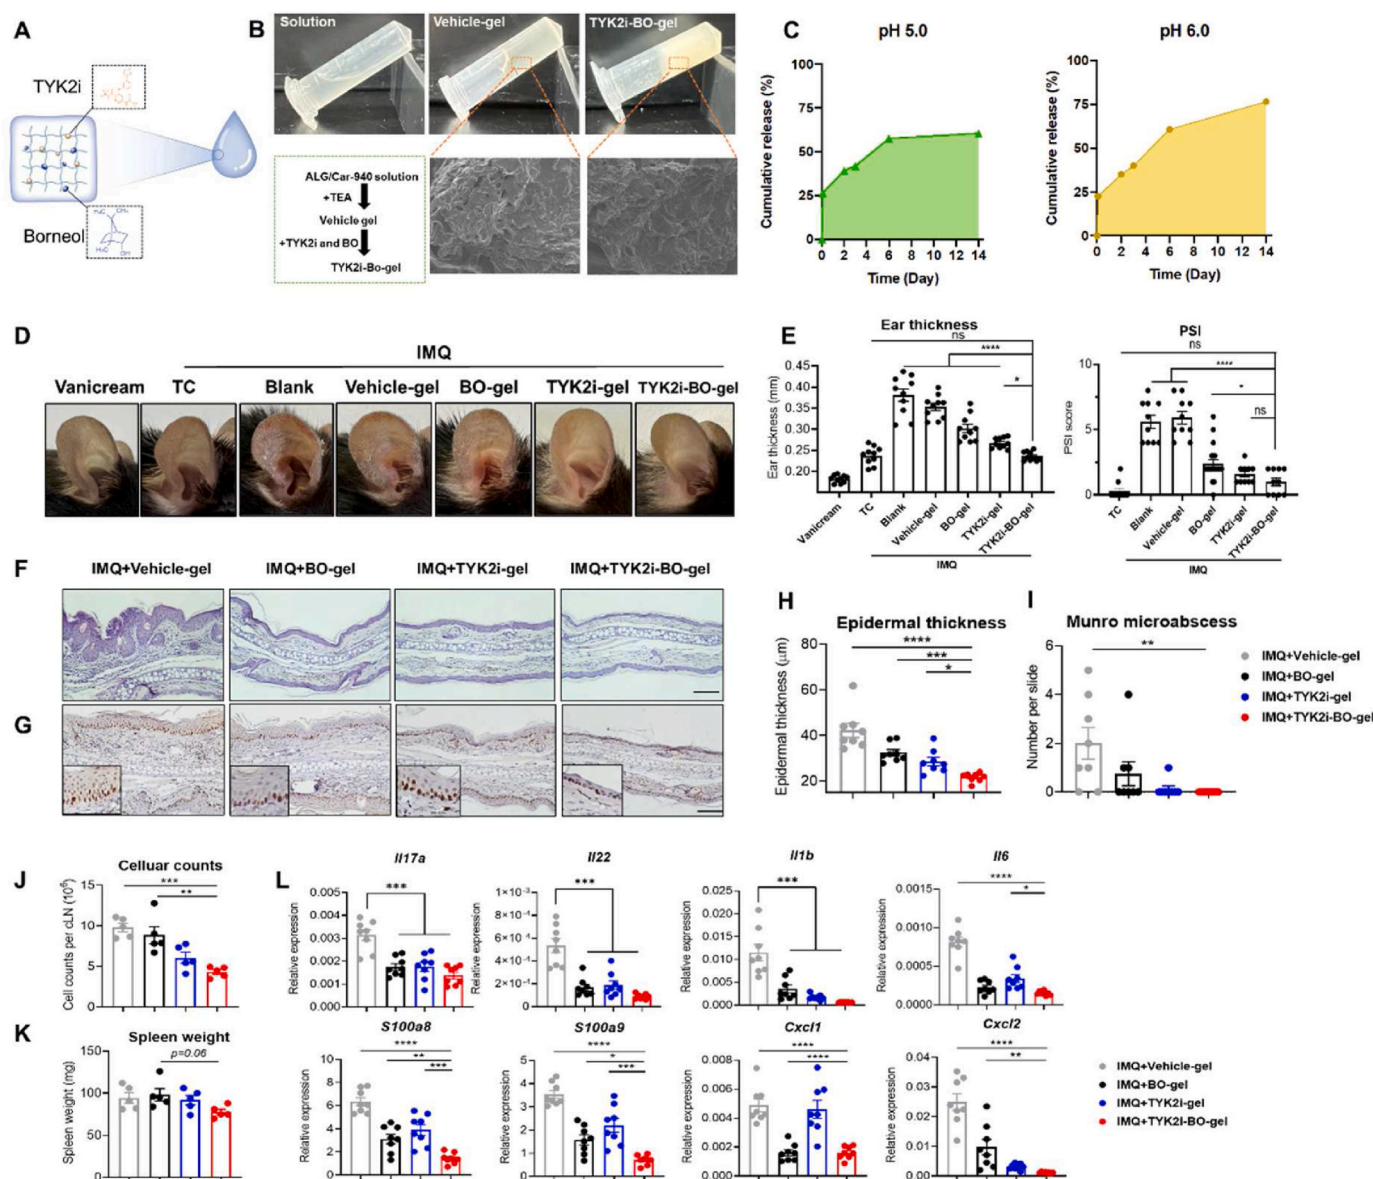 A
TYK2i
Borneol
H₃C
CH₃
H₃C
OH
B
Solution
Vehicle-gel
TYK2i-BO-gel
ALG/Car-940 solution
+TEA
Vehicle gel
+TYK2i and BO
TYK2i-Bo-gel
C
pH 5.0
Cumulative release (%)
100
75
50
25
0
0 2 4 6 8 10 12 14
Time (Day)
pH 6.0
Cumulative release (%)
100
75
50
25
0
0 2 4 6 8 10 12 14
Time (Day)
D
IMQ
Vanicream TC Blank Vehicle-gel BO-gel TYK2i-gel TYK2i-BO-gel
E
Ear thickness
ns
****
*
Ear thickness (mm)
0.45
0.40
0.35
0.30
0.25
0.20
Vanicream TC Blank Vehicle-gel BO-gel TYK2i-gel TYK2i-BO-gel
IMQ
PSI
ns
****
*
ns
PSI score
10
5
0
TC Blank Vehicle-gel BO-gel TYK2i-gel TYK2i-BO-gel
IMQ
F
IMQ+Vehicle-gel IMQ+BO-gel IMQ+TYK2i-gel IMQ+TYK2i-BO-gel
G
H
Epidermal thickness
****
***
*
Epidermal thickness (μm)
80
60
40
20
I
Munro microabscess
**
Number per slide
6
4
2
0
IMQ+Vehicle-gel
IMQ+BO-gel
IMQ+TYK2i-gel
IMQ+TYK2i-BO-gel
J
Celluar counts
***
**
Cell counts per cLN (10⁶)
15
10
5
0
K
Spleen weight
p=0.06
Spleen weight (mg)
150
100
50
L
Il17a
***
Relative expression
0.005
0.004
0.003
0.002
0.001
0.000
Il22
***
Relative expression
1×10⁻³
8×10⁻⁴
6×10⁻⁴
4×10⁻⁴
2×10⁻⁴
0
Il1b
***
Relative expression
0.025
0.020
0.015
0.010
0.005
0.000
Il6
****
*
Relative expression
0.0015
0.0010
0.0005
0.0000
S100a8
****
**
***
Relative expression
10
8
6
4
2
0
S100a9
****
*
***
Relative expression
5
4
3
2
1
0
Cxcl1
****
****
Relative expression
0.008
0.006
0.004
0.002
0.000
Cxcl2
****
**
Relative expression
0.04
0.03
0.02
0.01
0.00
IMQ+Vehicle-gel
IMQ+BO-gel
IMQ+TYK2i-gel
IMQ+TYK2i-BO-gel